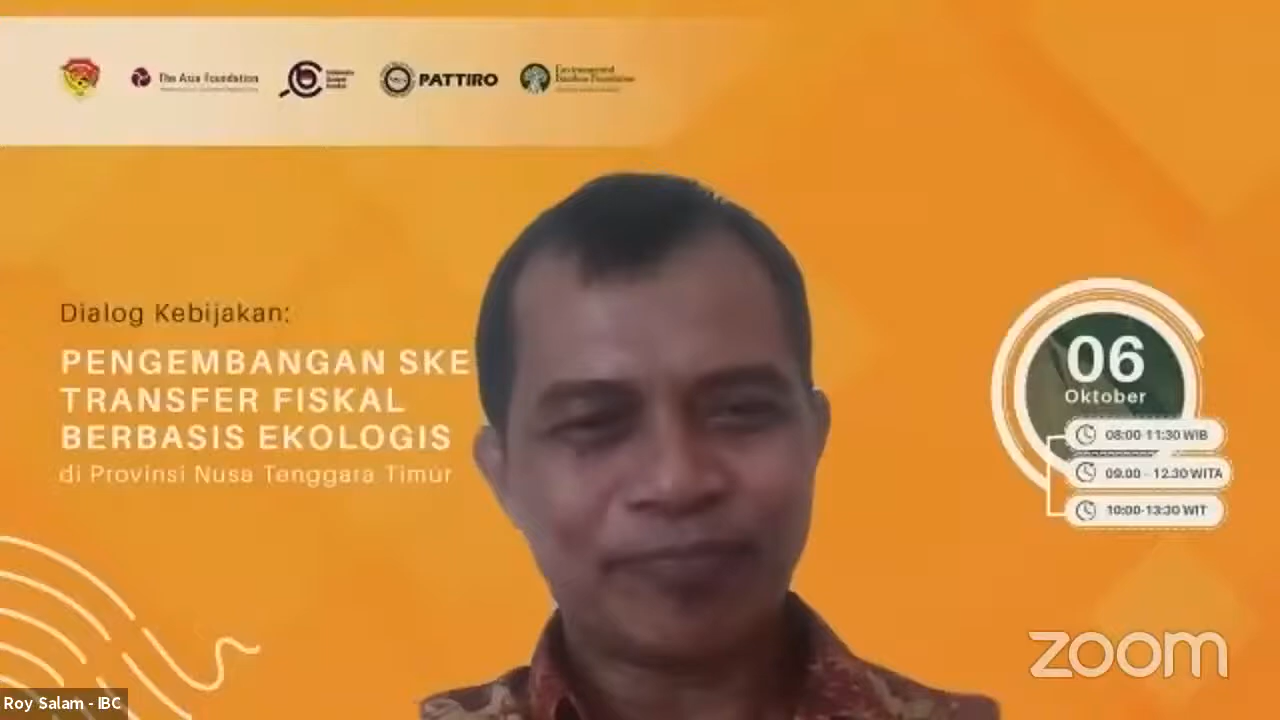 The Asia Foundation
PATTIRO
Dialog Kebijakan:
PENGEMBANGAN SKE
TRANSFER FISKAL
BERBASIS EKOLOGIS
di Provinsi Nusa Tenggara Timur
06
Oktober
08:00-11:30 WIB
09.00 - 12.30 WITA
10:00-13:30 WIT
zoom
Roy Salam - IBC